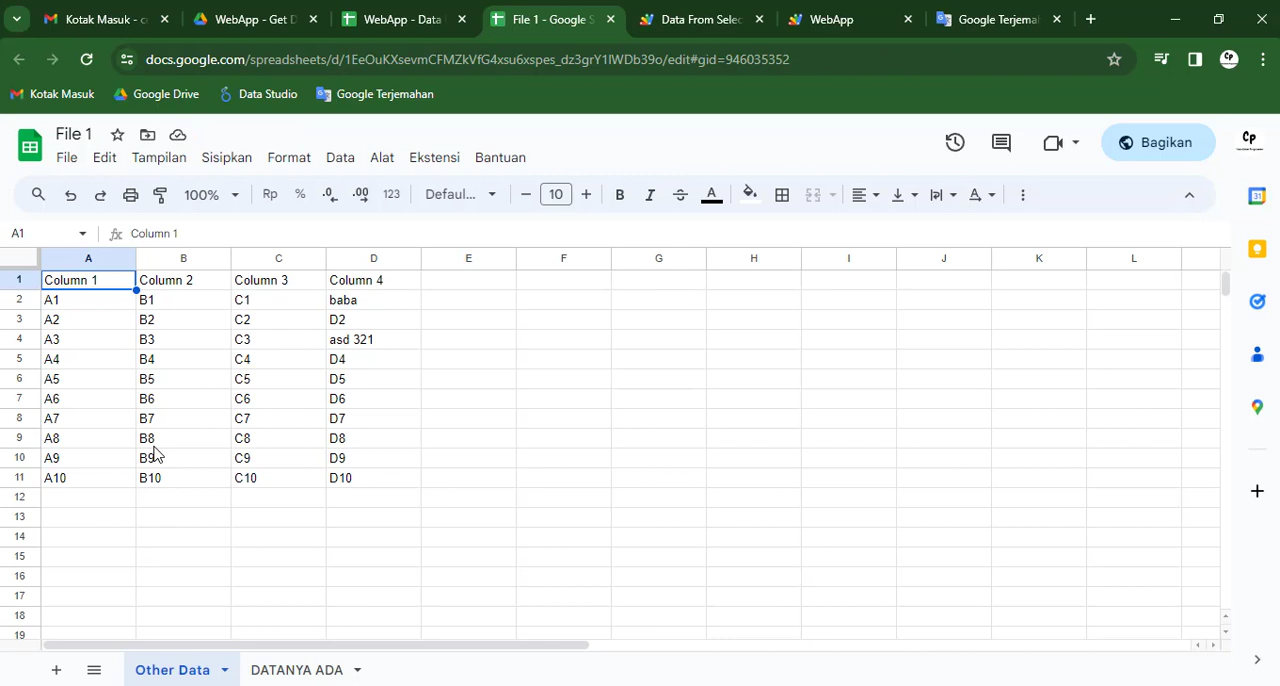 Kotak Masuk - co WebApp - Get D WebApp - Data File 1 - Google S Data From Selec WebApp Google Terjemah
docs.google.com/spreadsheets/d/1EeOuKXsevmCFMZkVfG4xsu6xspes_dz3grY1lWDb39o/edit#gid=946035352
Kotak Masuk Google Drive Data Studio Google Terjemahan
File 1
File Edit Tampilan Sisipkan Format Data Alat Ekstensi Bantuan
Bagikan
100% Rp % .0 .00 123 Defaul... 10 B I A
A1 fx Column 1
A B C D E F G H I J K L
1 Column 1 Column 2 Column 3 Column 4
2 A1 B1 C1 baba
3 A2 B2 C2 D2
4 A3 B3 C3 asd 321
5 A4 B4 C4 D4
6 A5 B5 C5 D5
7 A6 B6 C6 D6
8 A7 B7 C7 D7
9 A8 B8 C8 D8
10 A9 B9 C9 D9
11 A10 B10 C10 D10
12
13
14
15
16
17
18
19
Other Data DATANYA ADA